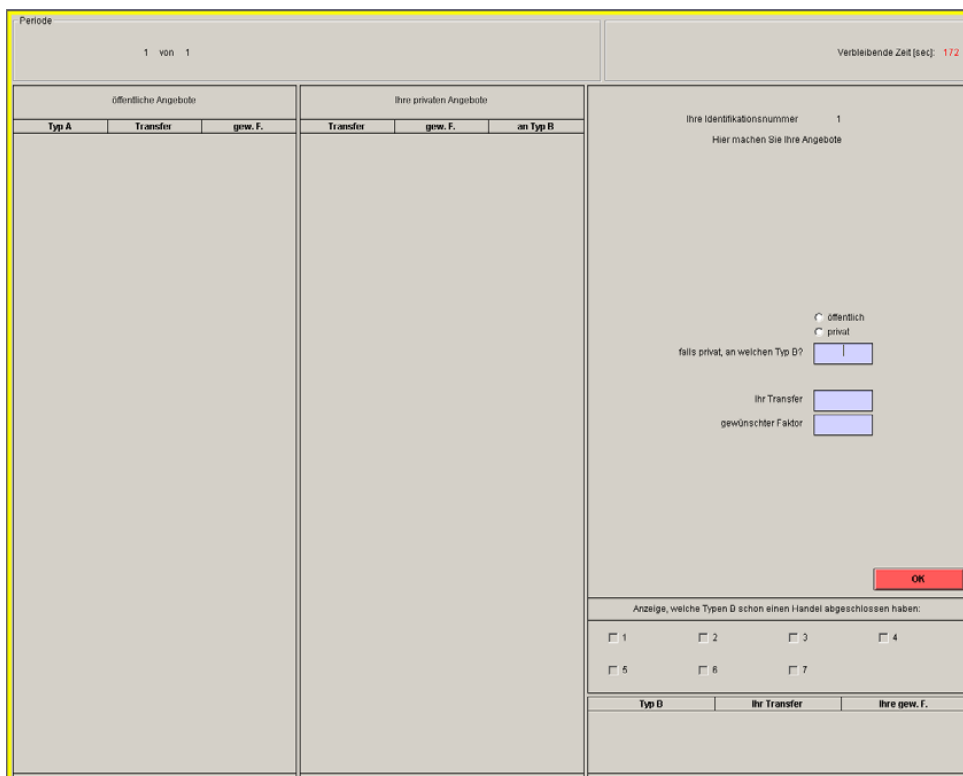 Periode
1 von 1
Verbleibende Zeit [sec]: 172
öffentliche Angebote
Typ A Transfer gew. F.
Ihre privaten Angebote
Transfer gew. F. an Typ B
Ihre Identifikationsnummer 1
Hier machen Sie Ihre Angebote
öffentlich
privat
falls privat, an welchen Typ B?
Ihr Transfer
gewünschter Faktor
OK
Anzeige, welche Typen B schon einen Handel abgeschlossen haben:
1 2 3 4
5 6 7
Typ B Ihr Transfer Ihre gew. F.